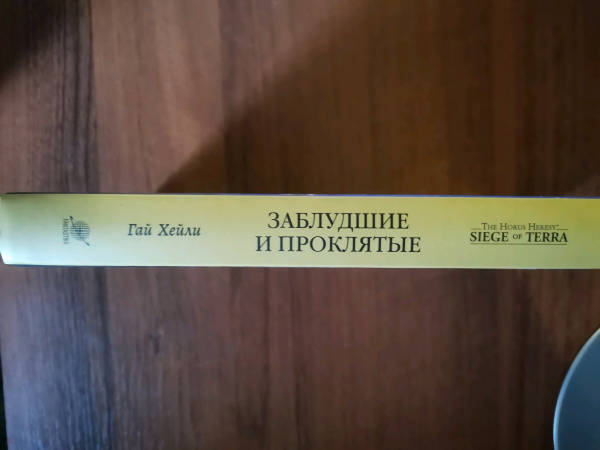 Гай Хейли
ЗАБЛУДШИЕ
И ПРОКЛЯТЫЕ
THE HORUS HERESY®
SIEGE OF TERRA